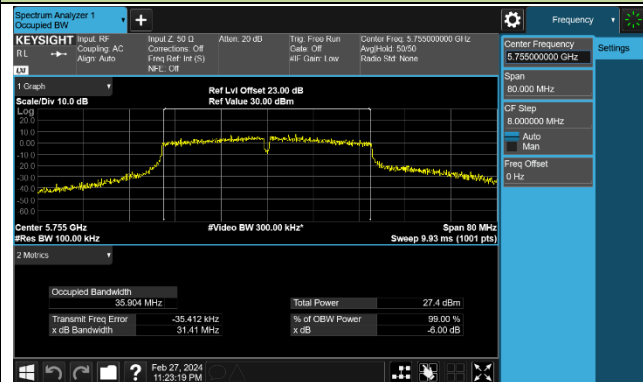 Spectrum Analyzer 1
Occupied BW
Frequency
KEYSIGHT
Input: RF
Coupling: AC
Align: Auto
Input Z: 50 Ω
Corrections: Off
Freq Ref: Int (S)
NFE: Off
Atten: 20 dB
Trig: Free Run
Gate: Off
#IF Gain: Low
Center Freq: 5.755000000 GHz
Avg|Hold: 50/50
Radio Std: None
RL
LXI
Center Frequency
5.755000000 GHz
Settings
Span
80.000 MHz
CF Step
8.000000 MHz
Auto
Man
Freq Offset
0 Hz
1 Graph
Scale/Div 10.0 dB
Ref Lvl Offset 23.00 dB
Ref Value 30.00 dBm
Log
20.0
10.0
0.00
-10.0
-20.0
-30.0
-40.0
-50.0
-60.0
Center 5.755 GHz
#Res BW 100.00 kHz
#Video BW 300.00 kHz*
Span 80 MHz
Sweep 9.93 ms (1001 pts)
2 Metrics
Occupied Bandwidth
35.904 MHz
Total Power 27.4 dBm
Transmit Freq Error -35.412 kHz
% of OBW Power 99.00 %
x dB Bandwidth 31.41 MHz
x dB -6.00 dB
?
Feb 27, 2024
11:23:19 PM